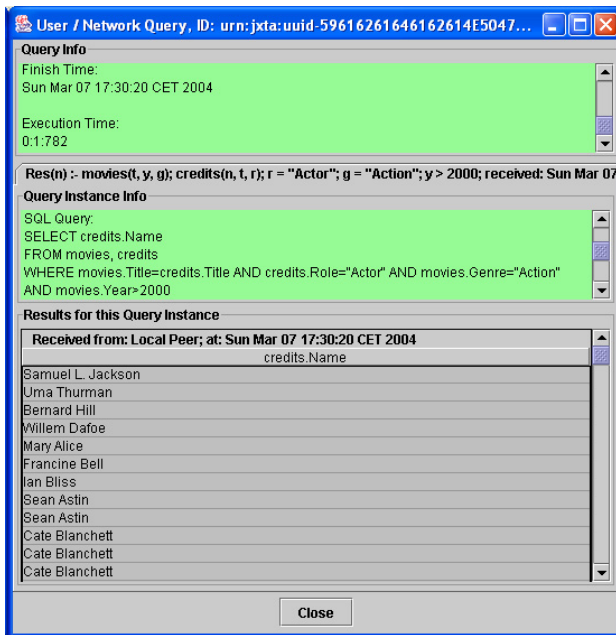 User / Network Query, ID: urn:jxta:uuid-59616261646162614E5047...
Query Info
Finish Time:
Sun Mar 07 17:30:20 CET 2004
Execution Time:
0:1:782
Res(n) :- movies(t, y, g); credits(n, t, r); r = "Actor"; g = "Action"; y > 2000; received: Sun Mar 07
Query Instance Info
SQL Query:
SELECT credits.Name
FROM movies, credits
WHERE movies.Title=credits.Title AND credits.Role="Actor" AND movies.Genre="Action"
AND movies.Year>2000
Results for this Query Instance
Received from: Local Peer; at: Sun Mar 07 17:30:20 CET 2004
credits.Name
Samuel L. Jackson
Uma Thurman
Bernard Hill
Willem Dafoe
Mary Alice
Francine Bell
Ian Bliss
Sean Astin
Sean Astin
Cate Blanchett
Cate Blanchett
Cate Blanchett
Close